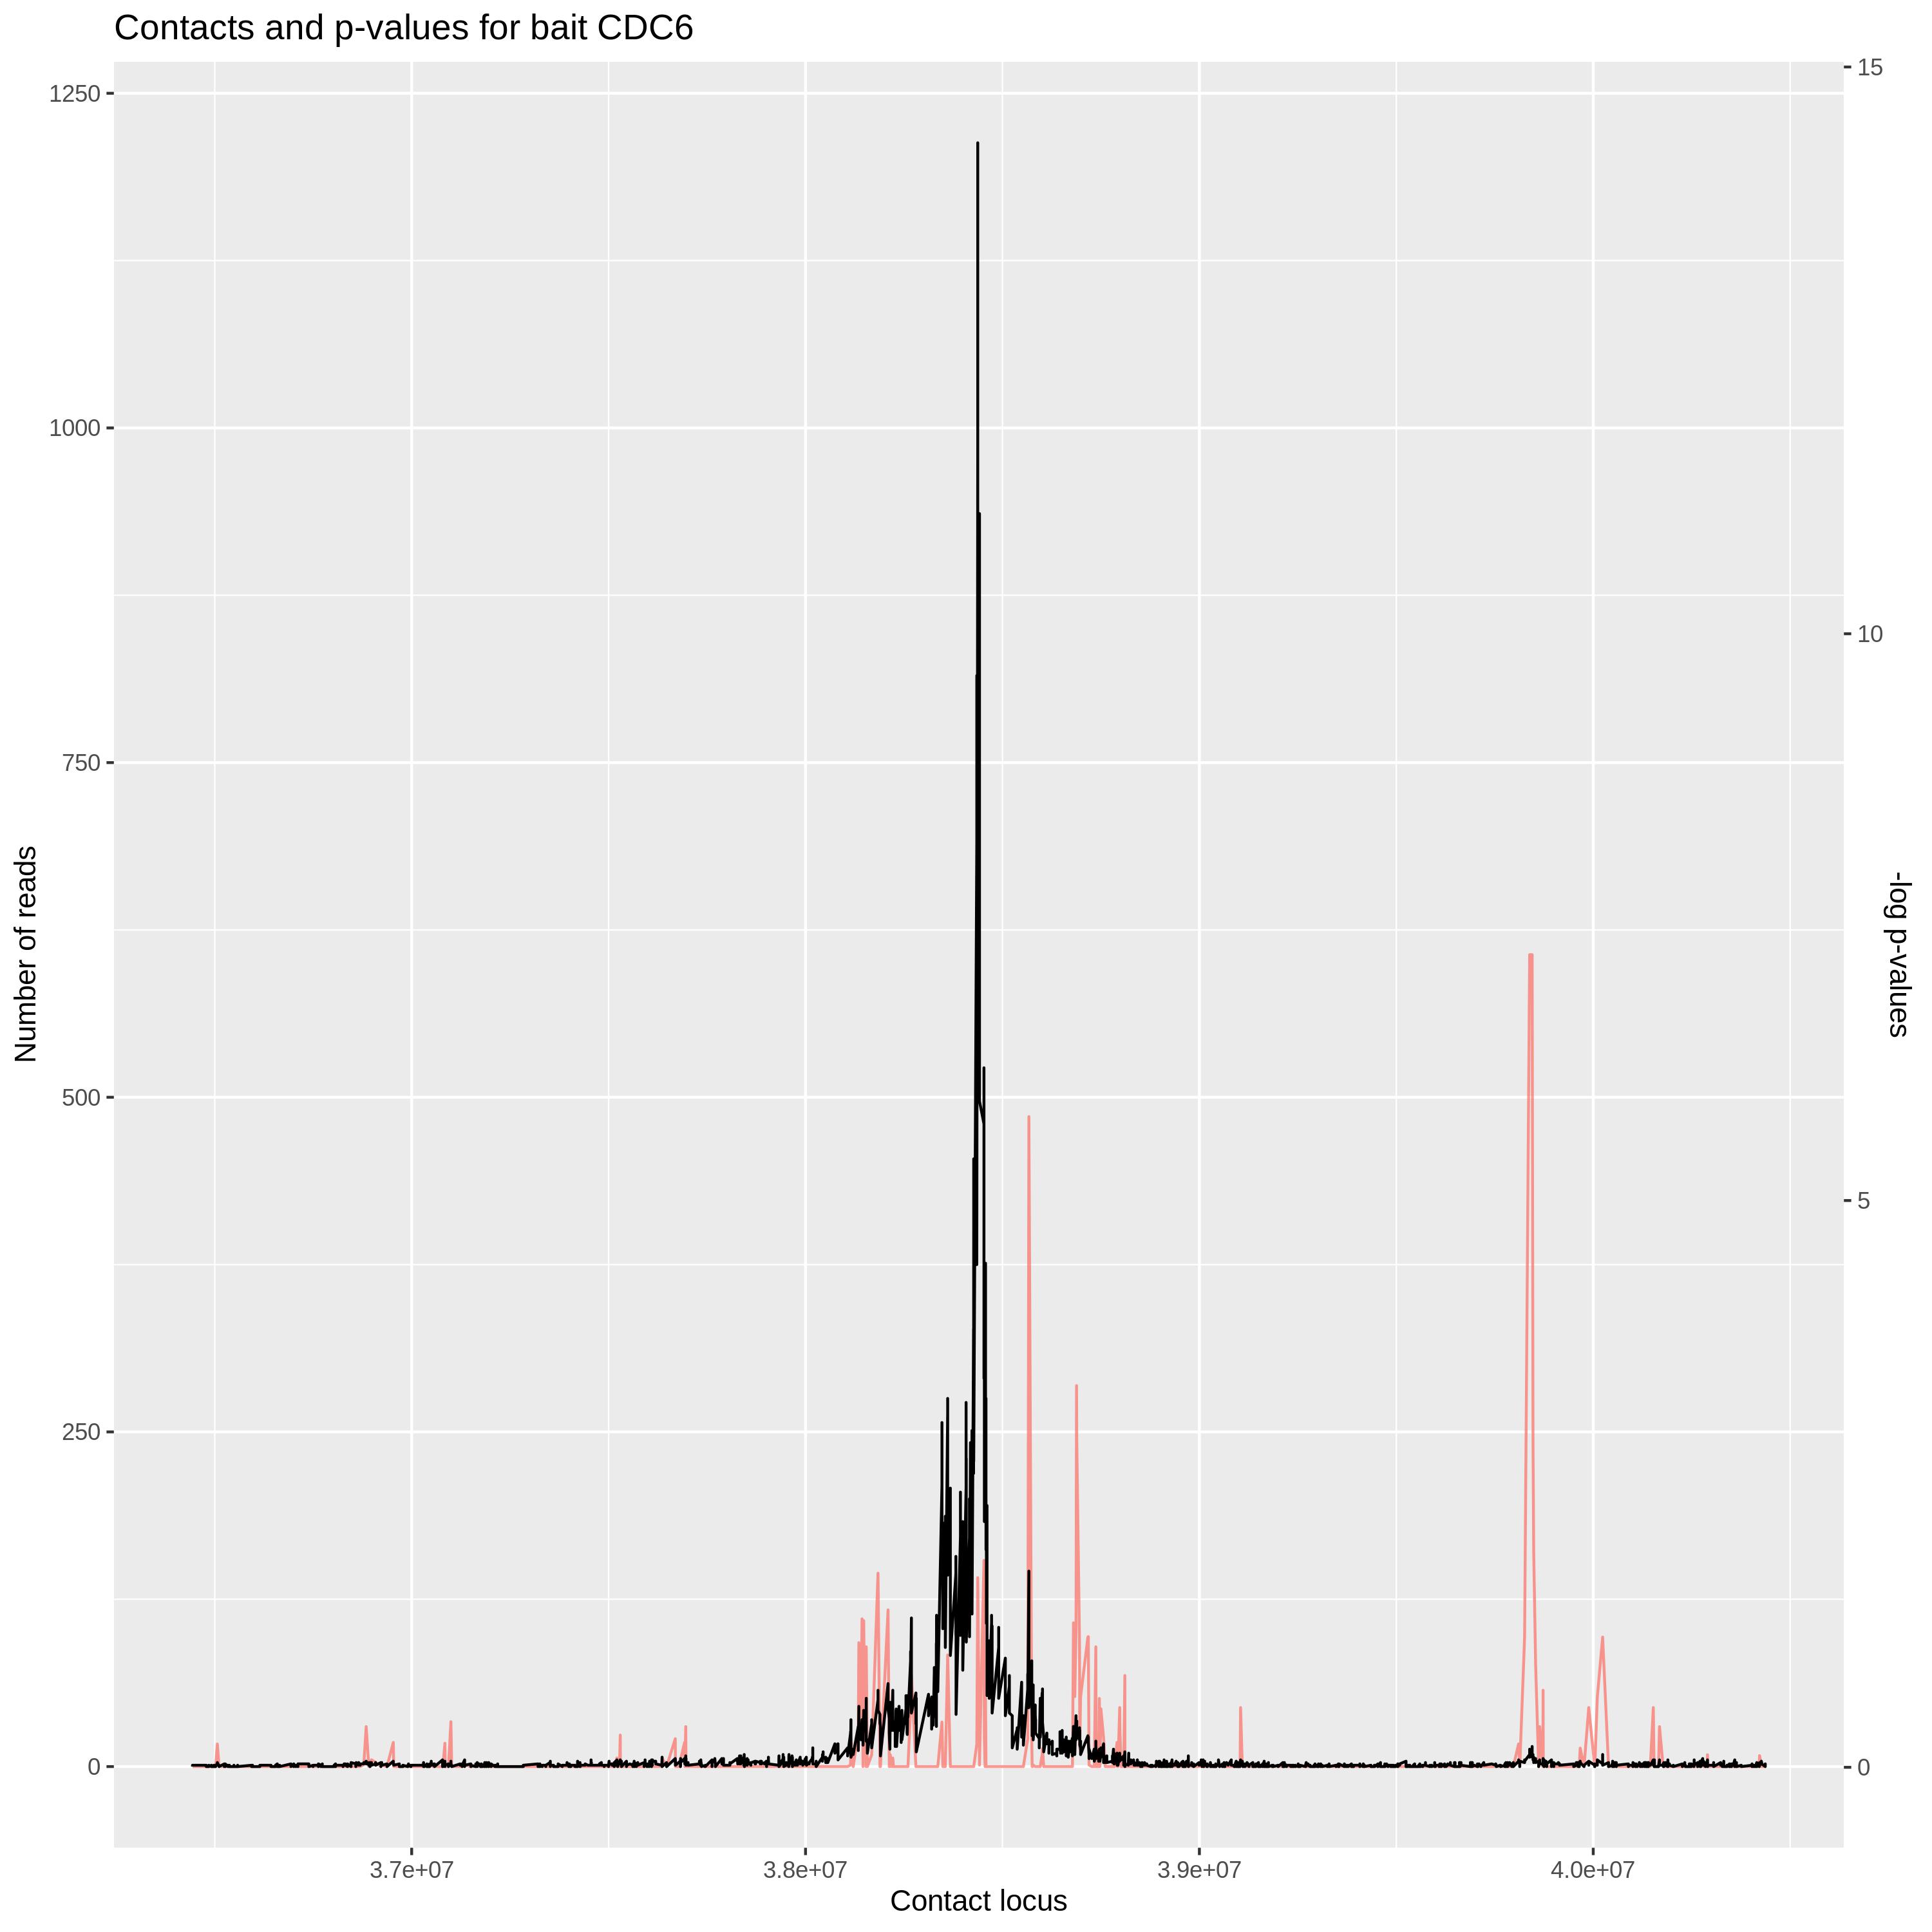 Contacts and p-values for bait CDC6
1250
1000
750
500
250
0
Number of reads
15
10
5
0
-log p-values
3.7e+07
3.8e+07
3.9e+07
4.0e+07
Contact locus